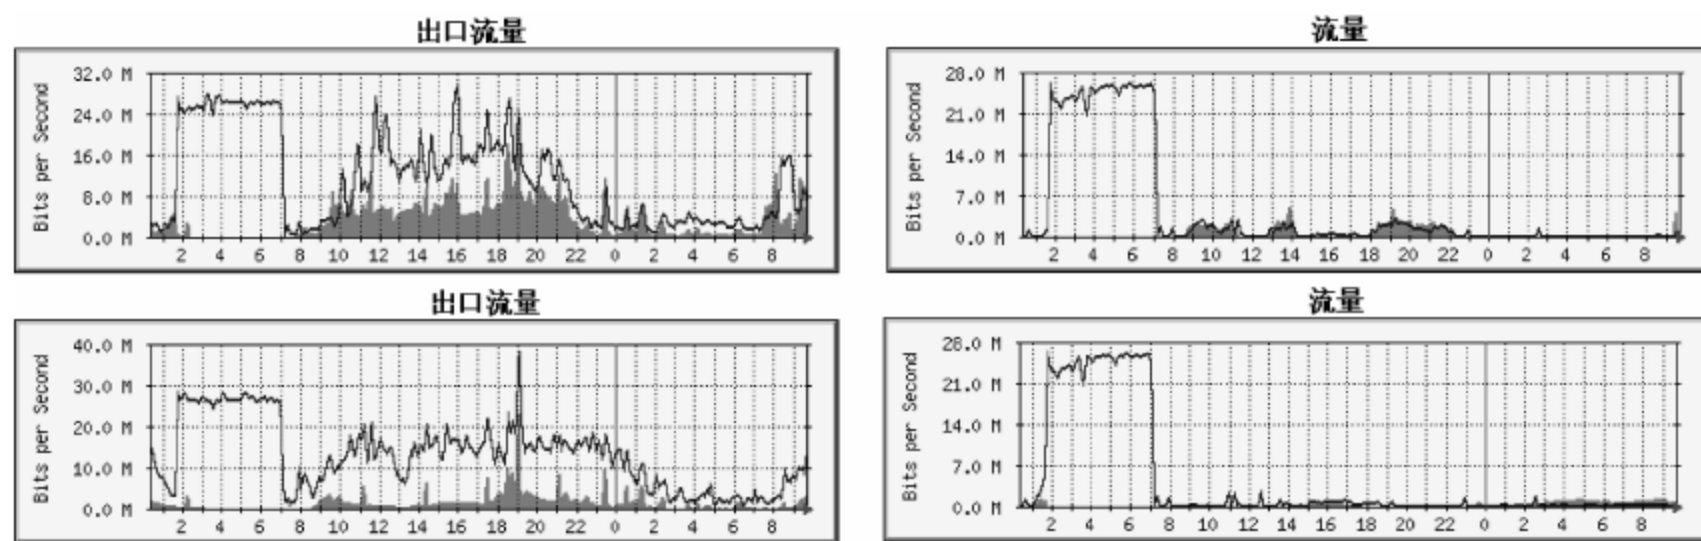 出口流量
Bits per Second
32.0 M
24.0 M
16.0 M
8.0 M
0.0 M
2 4 6 8 10 12 14 16 18 20 22 0 2 4 6 8
流量
Bits per Second
28.0 M
21.0 M
14.0 M
7.0 M
0.0 M
2 4 6 8 10 12 14 16 18 20 22 0 2 4 6 8
出口流量
Bits per Second
40.0 M
30.0 M
20.0 M
10.0 M
0.0 M
2 4 6 8 10 12 14 16 18 20 22 0 2 4 6 8
流量
Bits per Second
28.0 M
21.0 M
14.0 M
7.0 M
0.0 M
2 4 6 8 10 12 14 16 18 20 22 0 2 4 6 8